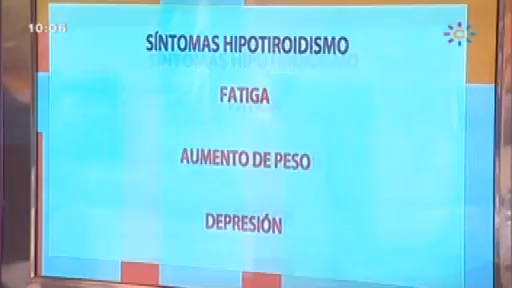 10:06
SÍNTOMAS HIPOTIROIDISMO
FATIGA
AUMENTO DE PESO
DEPRESIÓN